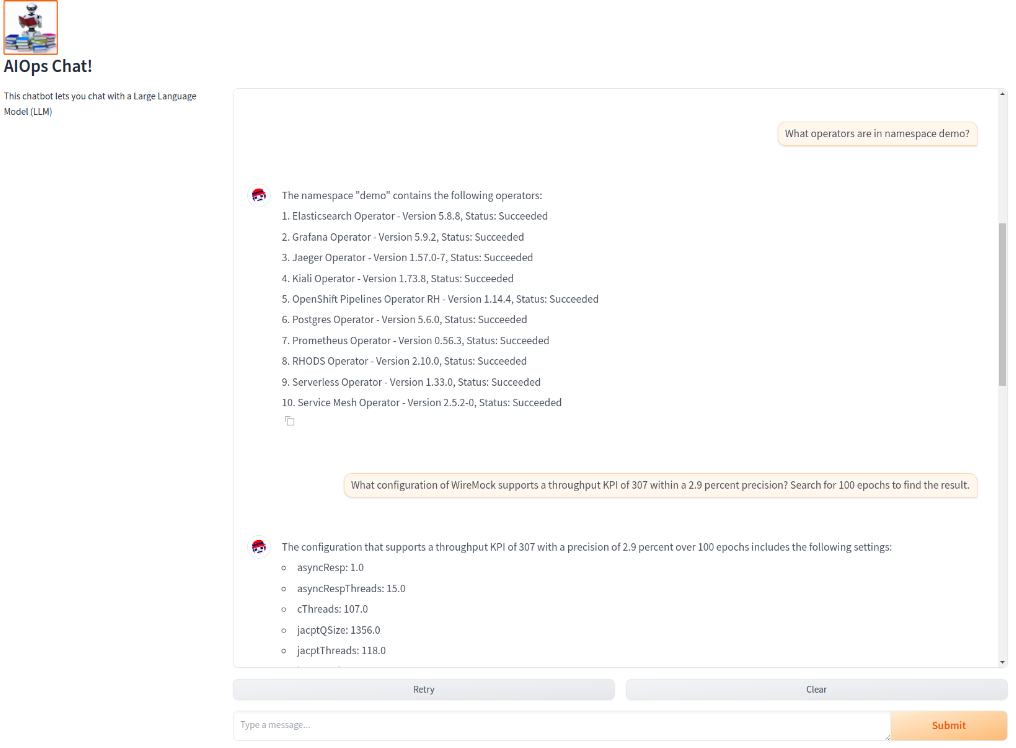 AIOps Chat!
This chatbot lets you chat with a Large Language
Model (LLM)
What operators are in namespace demo?
The namespace "demo" contains the following operators:
1. Elasticsearch Operator - Version 5.8.8, Status: Succeeded
2. Grafana Operator - Version 5.9.2, Status: Succeeded
3. Jaeger Operator - Version 1.57.0-7, Status: Succeeded
4. Kiali Operator - Version 1.73.8, Status: Succeeded
5. OpenShift Pipelines Operator RH - Version 1.14.4, Status: Succeeded
6. Postgres Operator - Version 5.6.0, Status: Succeeded
7. Prometheus Operator - Version 0.56.3, Status: Succeeded
8. RHODS Operator - Version 2.10.0, Status: Succeeded
9. Serverless Operator - Version 1.33.0, Status: Succeeded
10. Service Mesh Operator - Version 2.5.2-0, Status: Succeeded
What configuration of WireMock supports a throughput KPI of 307 within a 2.9 percent precision? Search for 100 epochs to find the result.
The configuration that supports a throughput KPI of 307 with a precision of 2.9 percent over 100 epochs includes the following settings:
asyncResp: 1.0
asyncRespThreads: 15.0
cThreads: 107.0
jacptQSize: 1356.0
jacptThreads: 118.0
Retry
Clear
Type a message...
Submit